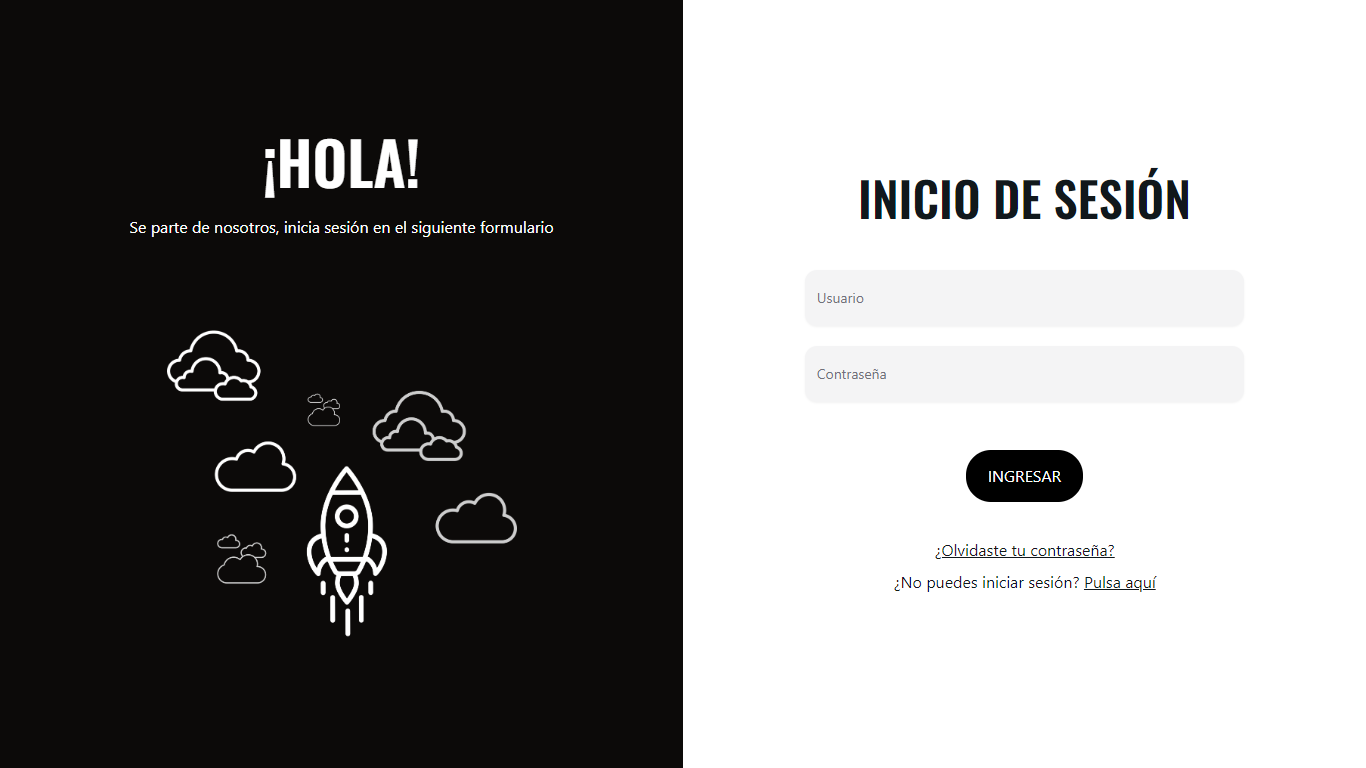 ¡HOLA!
Se parte de nosotros, inicia sesión en el siguiente formulario
INICIO DE SESIÓN
Usuario
Contraseña
INGRESAR
¿Olvidaste tu contraseña?
¿No puedes iniciar sesión? Pulsa aquí